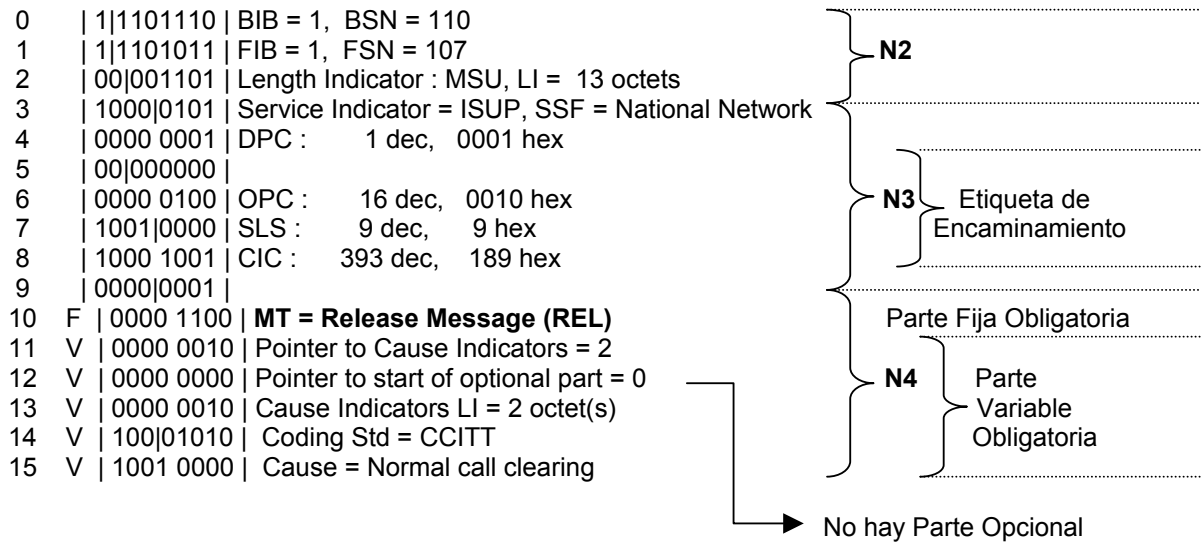 0 | 1|1101110 | BIB = 1, BSN = 110
1 | 1|1101011 | FIB = 1, FSN = 107 N2
2 | 00|001101 | Length Indicator : MSU, LI = 13 octets
3 | 1000|0101 | Service Indicator = ISUP, SSF = National Network
4 | 0000 0001 | DPC : 1 dec, 0001 hex
5 | 00|000000 |
6 | 0000 0100 | OPC : 16 dec, 0010 hex N3 Etiqueta de
7 | 1001|0000 | SLS : 9 dec, 9 hex Encaminamiento
8 | 1000 1001 | CIC : 393 dec, 189 hex
9 | 0000|0001 |
10 F | 0000 1100 | MT = Release Message (REL) Parte Fija Obligatoria
11 V | 0000 0010 | Pointer to Cause Indicators = 2
12 V | 0000 0000 | Pointer to start of optional part = 0 N4 Parte
13 V | 0000 0010 | Cause Indicators LI = 2 octet(s) Variable
14 V | 100|01010 | Coding Std = CCITT Obligatoria
15 V | 1001 0000 | Cause = Normal call clearing
No hay Parte Opcional